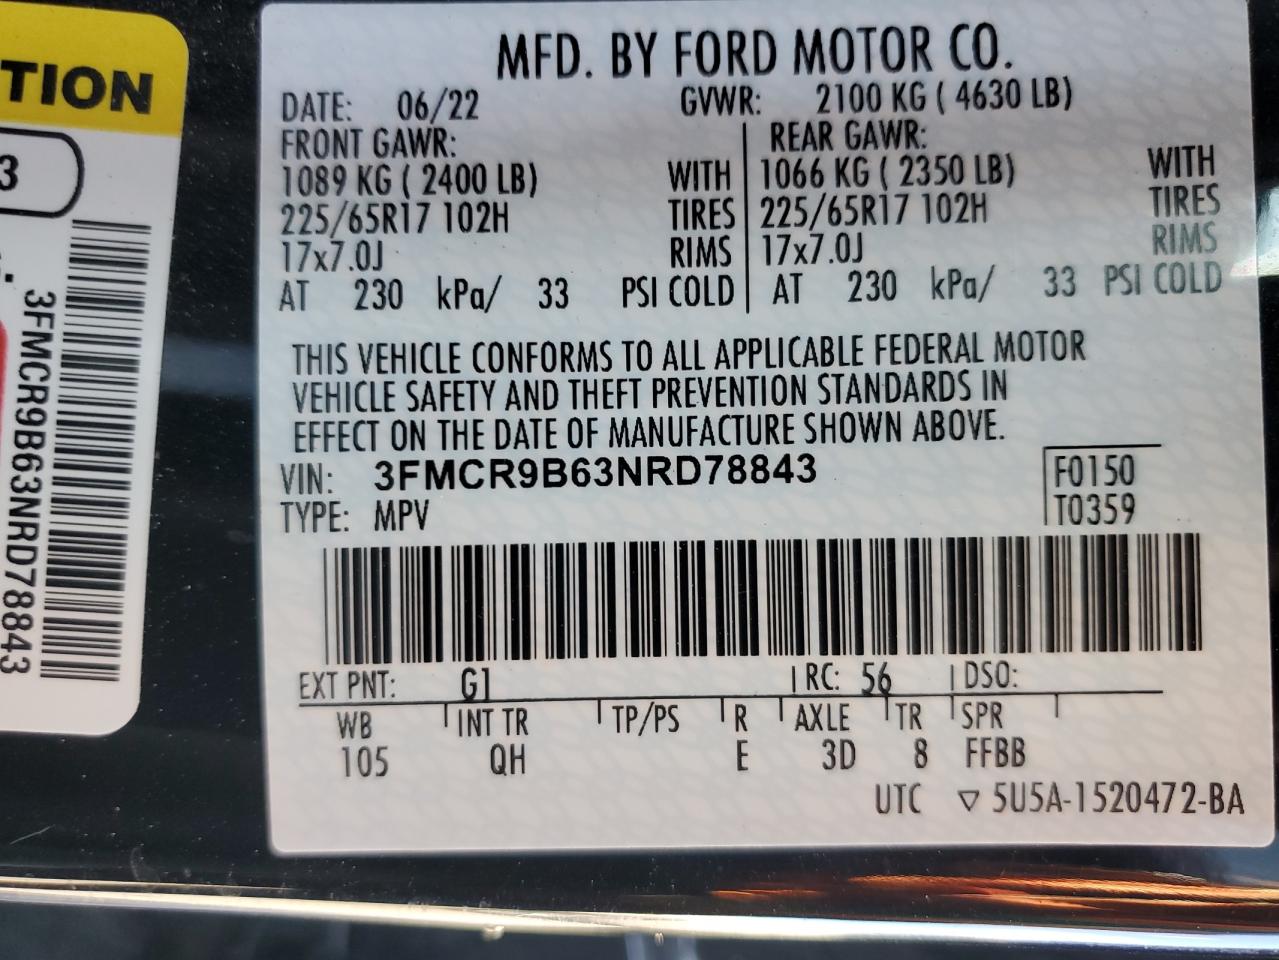 TION
3
3FMCR9B63NRD78843
MFD. BY FORD MOTOR CO.
DATE: 06/22 GVWR: 2100 KG ( 4630 LB)
FRONT GAWR: REAR GAWR:
1089 KG ( 2400 LB) WITH 1066 KG ( 2350 LB) WITH
225/65R17 102H TIRES 225/65R17 102H TIRES
17x7.0J RIMS 17x7.0J RIMS
AT 230 kPa/ 33 PSI COLD AT 230 kPa/ 33 PSI COLD
THIS VEHICLE CONFORMS TO ALL APPLICABLE FEDERAL MOTOR
VEHICLE SAFETY AND THEFT PREVENTION STANDARDS IN
EFFECT ON THE DATE OF MANUFACTURE SHOWN ABOVE.
VIN: 3FMCR9B63NRD78843 F0150
TYPE: MPV T0359
EXT PNT: G1 RC: 56 DSO:
WB INT TR TP/PS R AXLE TR SPR
105 QH E 3D 8 FFBB
UTC ▽ 5U5A-1520472-BA